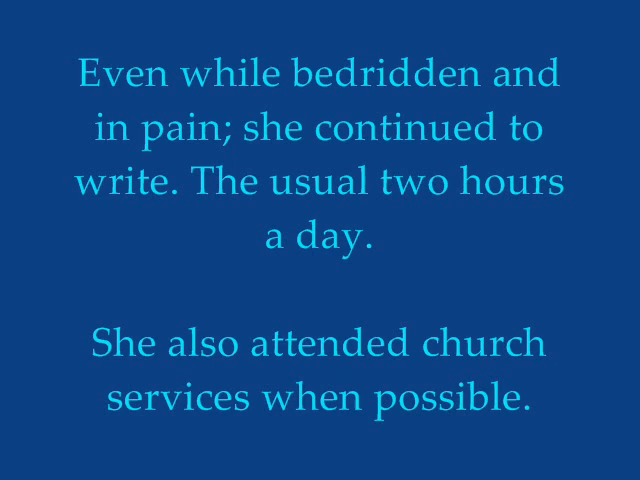 Even while bedridden and
in pain; she continued to
write. The usual two hours
a day.
She also attended church
services when possible.